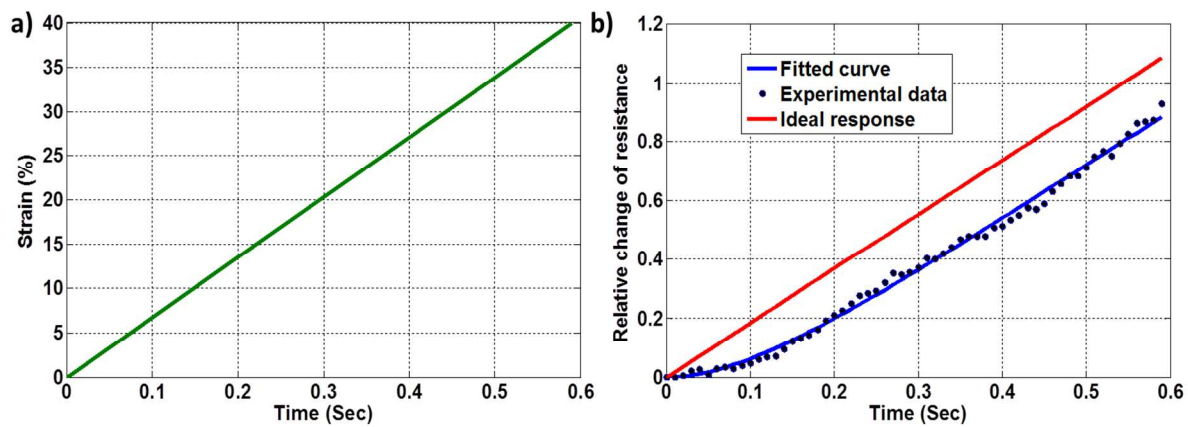 a)
40
35
30
25
20
15
10
5
0
Strain (%)
0 0.1 0.2 0.3 0.4 0.5 0.6
Time (Sec)
b)
1.2
1
0.8
0.6
0.4
0.2
0
Relative change of resistance
Fitted curve
Experimental data
Ideal response
0 0.1 0.2 0.3 0.4 0.5 0.6
Time (Sec)